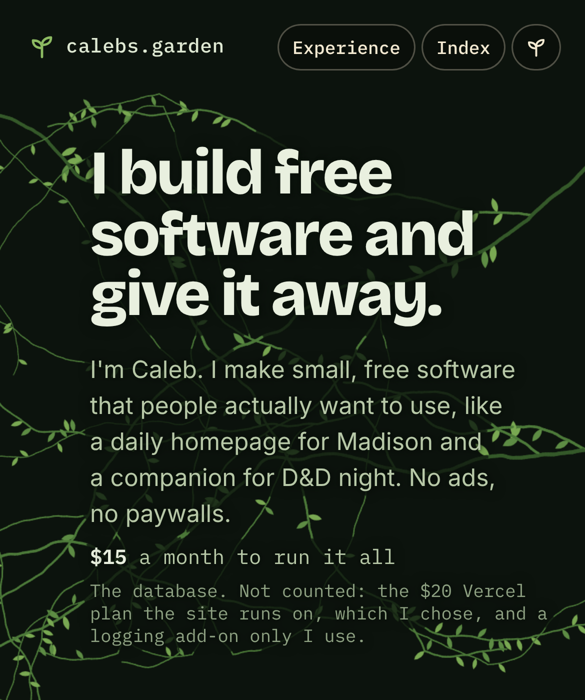 calebs.garden
Experience
Index
I build free
software and
give it away.
I'm Caleb. I make small, free software
that people actually want to use, like
a daily homepage for Madison and
a companion for D&D night. No ads,
no paywalls.
$15 a month to run it all
The database. Not counted: the $20 Vercel
plan the site runs on, which I chose, and a
logging add-on only I use.